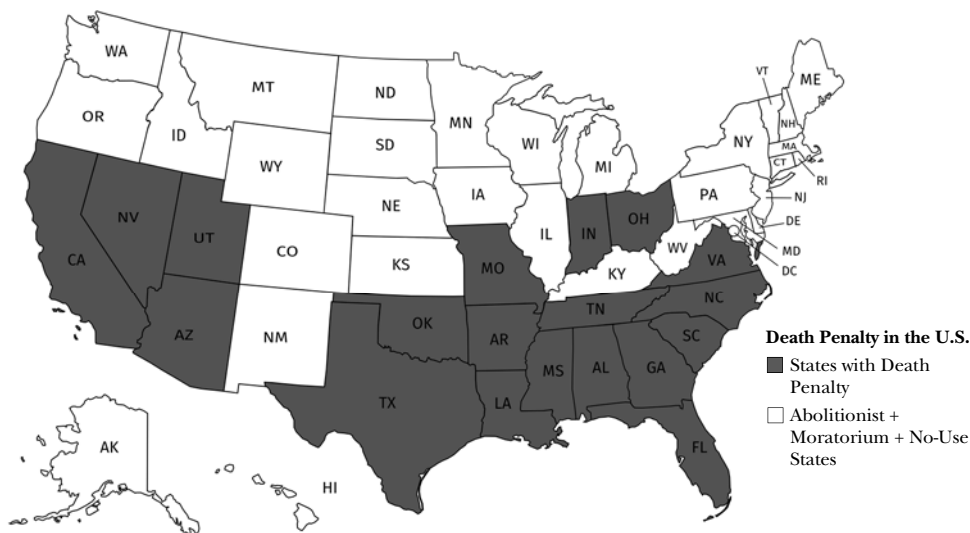 WA
MT
ND
MN
VT
ME
OR
ID
SD
WI
MI
NY
NH
MA
CT
RI
WY
IA
PA
NJ
NE
NV
UT
CO
IL
IN
OH
DE
WV
MD
DC
CA
KS
MO
KY
VA
AZ
NM
OK
AR
TN
NC
SC
TX
LA
MS
AL
GA
FL
AK
HI
Death Penalty in the U.S.
States with Death
Penalty
Abolitionist +
Moratorium + No-Use
States